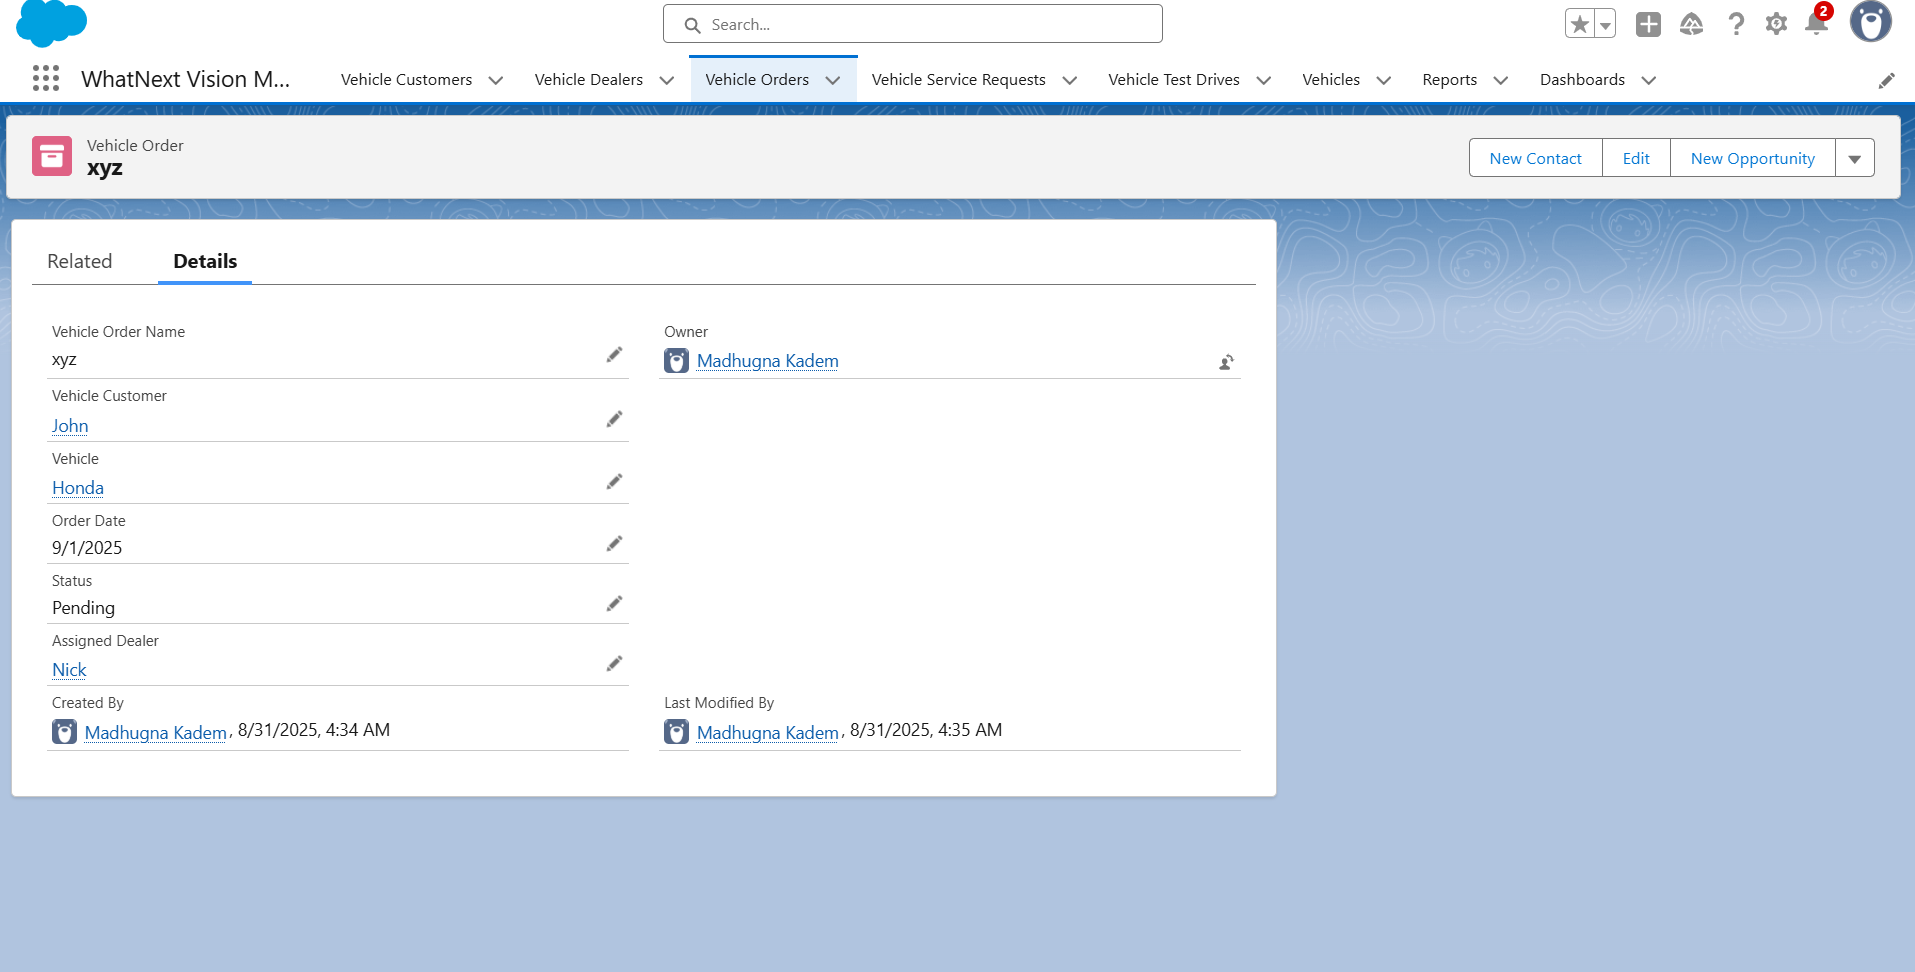 Search...
2
WhatNext Vision M...
Vehicle Customers
Vehicle Dealers
Vehicle Orders
Vehicle Service Requests
Vehicle Test Drives
Vehicles
Reports
Dashboards
Vehicle Order
xyz
New Contact
Edit
New Opportunity
Related
Details
Vehicle Order Name
xyz
Owner
Madhugna Kadem
Vehicle Customer
John
Vehicle
Honda
Order Date
9/1/2025
Status
Pending
Assigned Dealer
Nick
Created By
Madhugna Kadem, 8/31/2025, 4:34 AM
Last Modified By
Madhugna Kadem, 8/31/2025, 4:35 AM